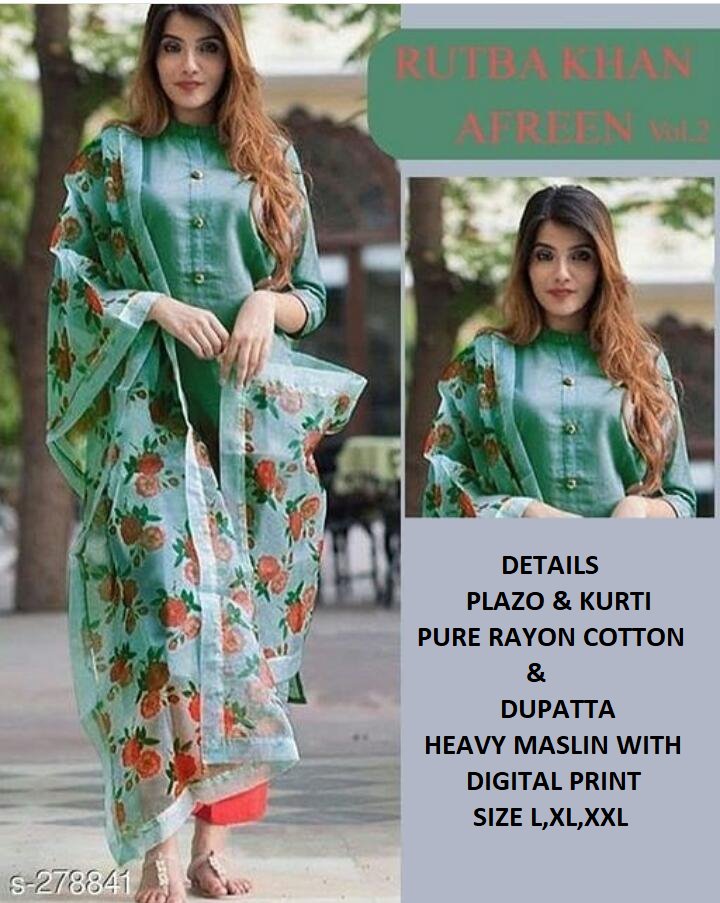 RUTBA KHAN
AFREEN Vol.2
DETAILS
PLAZO & KURTI
PURE RAYON COTTON
&
DUPATTA
HEAVY MASLIN WITH
DIGITAL PRINT
SIZE L,XL,XXL
s-278841